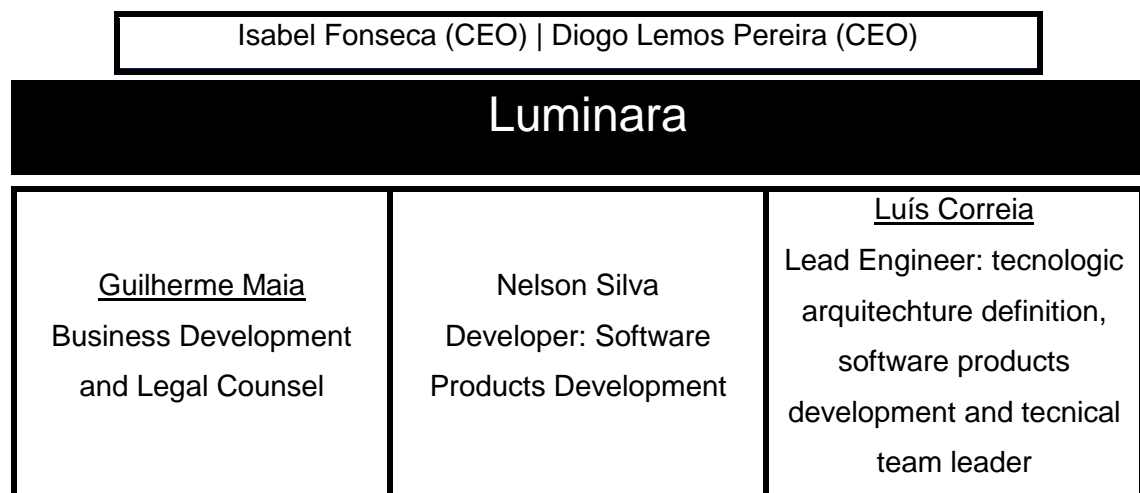 Isabel Fonseca (CEO) | Diogo Lemos Pereira (CEO)
Luminara
Guilherme Maia
Business Development
and Legal Counsel
Nelson Silva
Developer: Software
Products Development
Luís Correia
Lead Engineer: tecnologic
arquitechture definition,
software products
development and tecnical
team leader